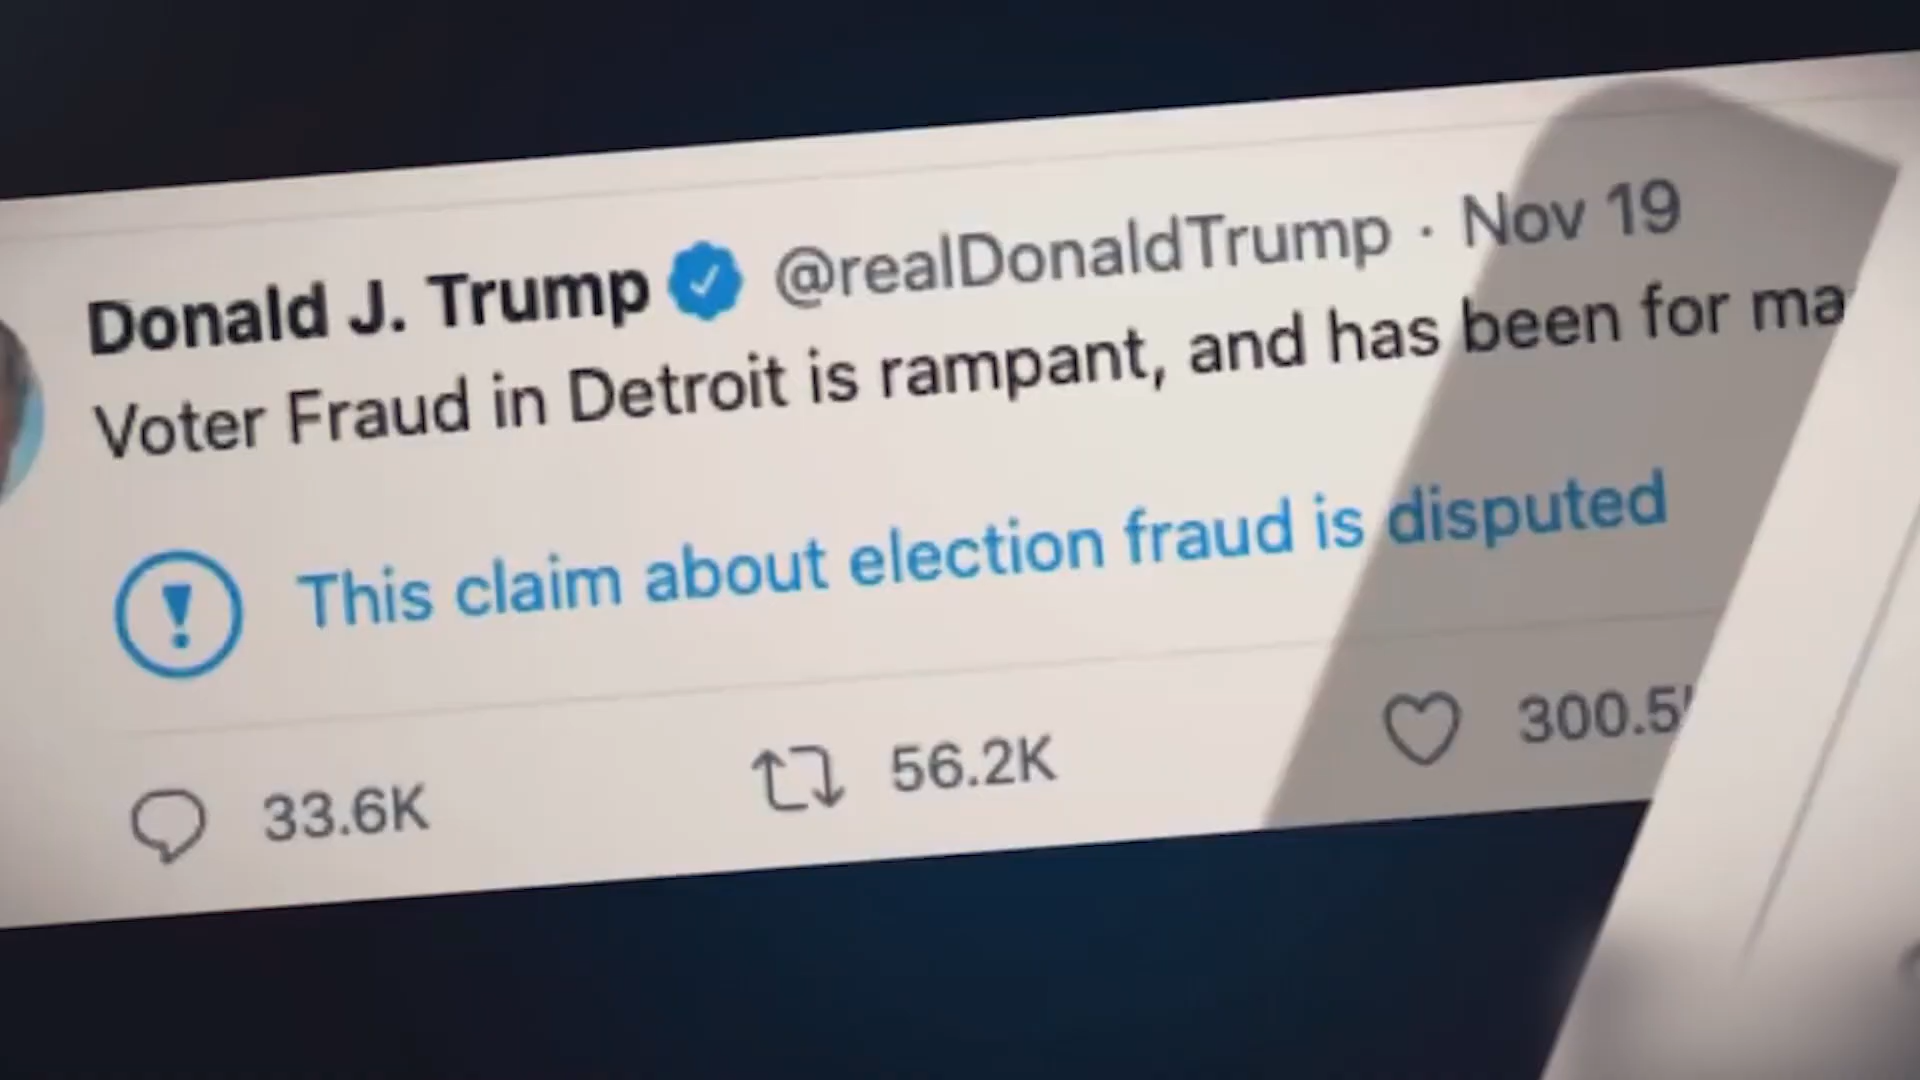 Donald J. Trump @realDonaldTrump · Nov 19
Voter Fraud in Detroit is rampant, and has been for
This claim about election fraud is disputed
33.6K 56.2K 300.5